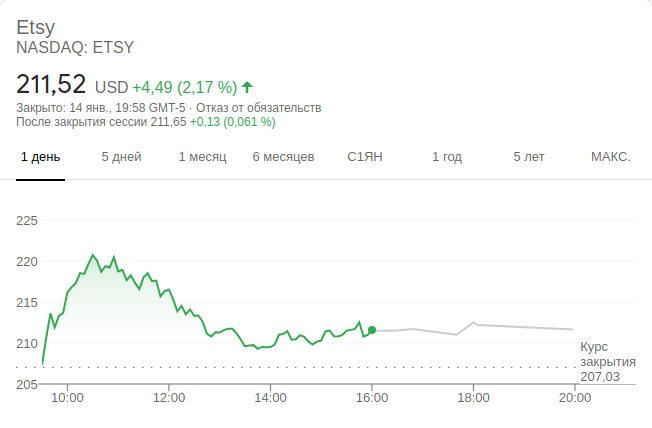 Etsy
NASDAQ: ETSY
211,52 USD +4,49 (2,17 %)
Закрыто: 14 янв., 19:58 GMT-5 · Отказ от обязательств
После закрытия сессии 211,65 +0,13 (0,061 %)
1 день 5 дней 1 месяц 6 месяцев С1ЯН 1 год 5 лет МАКС.
225
220
215
210
205
Курс
закрытия
207,03
10:00 12:00 14:00 16:00 18:00 20:00